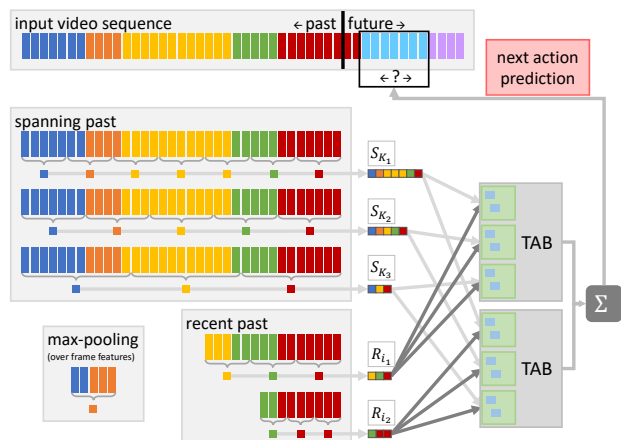 input video sequence
← past future →
← ? →
next action
prediction
spanning past
S_{K_1}
S_{K_2}
TAB
S_{K_3}
Σ
recent past
max-pooling
(over frame features)
R_{i_1}
TAB
R_{i_2}